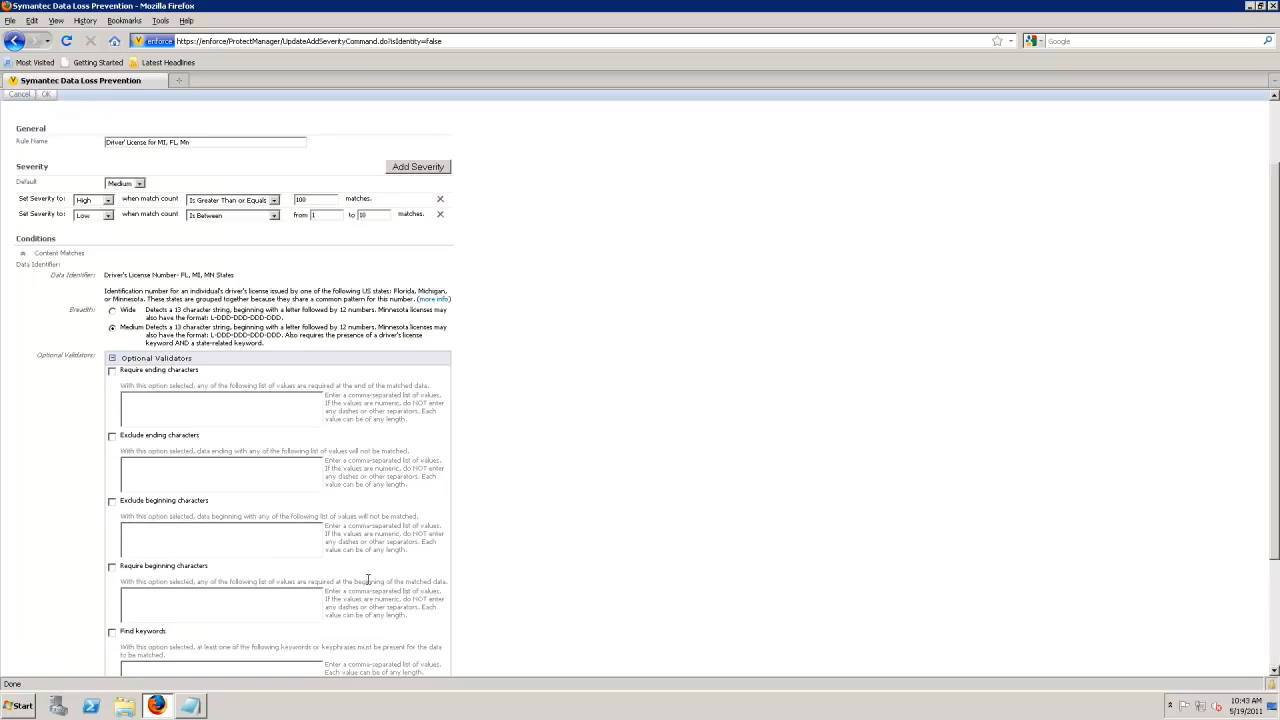 Symantec Data Loss Prevention - Mozilla Firefox
File Edit View History Bookmarks Tools Help
enforce https://enforce/ProtectManager/UpdateAddSeverityCommand.do?isIdentity=false
Google
Most Visited Getting Started Latest Headlines
Symantec Data Loss Prevention
Cancel OK
General
Rule Name Driver' License for MI, FL, Mn
Severity Add Severity
Default Medium
Set Severity to: High when match count Is Greater Than or Equals 100 matches.
Set Severity to: Low when match count Is Between from 1 to 10 matches.
Conditions
Content Matches
Data Identifier:
Data Identifier: Driver's License Number- FL, MI, MN States
Identification number for an individual's driver's license issued by one of the following US states: Florida, Michigan,
or Minnesota. These states are grouped together because they share a common pattern for this number. (more info)
Breadth: Wide Detects a 13 character string, beginning with a letter followed by 12 numbers. Minnesota licenses may
also have the format: L-DDD-DDD-DDD-DDD.
Medium Detects a 13 character string, beginning with a letter followed by 12 numbers. Minnesota licenses may
also have the format: L-DDD-DDD-DDD-DDD. Also requires the presence of a driver's license
keyword AND a state-related keyword.
Optional Validators: Optional Validators
Require ending characters
With this option selected, any of the following list of values are required at the end of the matched data.
Enter a comma-separated list of values.
If the values are numeric, do NOT enter
any dashes or other separators. Each
value can be of any length.
Exclude ending characters
With this option selected, data ending with any of the following list of values will not be matched.
Enter a comma-separated list of values.
If the values are numeric, do NOT enter
any dashes or other separators. Each
value can be of any length.
Exclude beginning characters
With this option selected, data beginning with any of the following list of values will not be matched.
Enter a comma-separated list of values.
If the values are numeric, do NOT enter
any dashes or other separators. Each
value can be of any length.
Require beginning characters
With this option selected, any of the following list of values are required at the beginning of the matched data.
Enter a comma-separated list of values.
If the values are numeric, do NOT enter
any dashes or other separators. Each
value can be of any length.
Find keywords
With this option selected, at least one of the following keywords or keyphrases must be present for the data
to be matched.
Enter a comma-separated list of values.
Each value can be of any length.
Done
Start
10:43 AM
5/19/2011